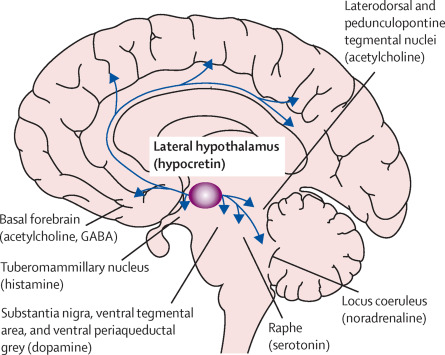 Laterodorsal and
pedunculopontine
tegmental nuclei
(acetylcholine)
Lateral hypothalamus
(hypocretin)
Basal forebrain
(acetylcholine, GABA)
Tuberomammillary nucleus
(histamine)
Substantia nigra, ventral tegmental
area, and ventral periaqueductal
grey (dopamine)
Raphe
(serotonin)
Locus coeruleus
(noradrenaline)